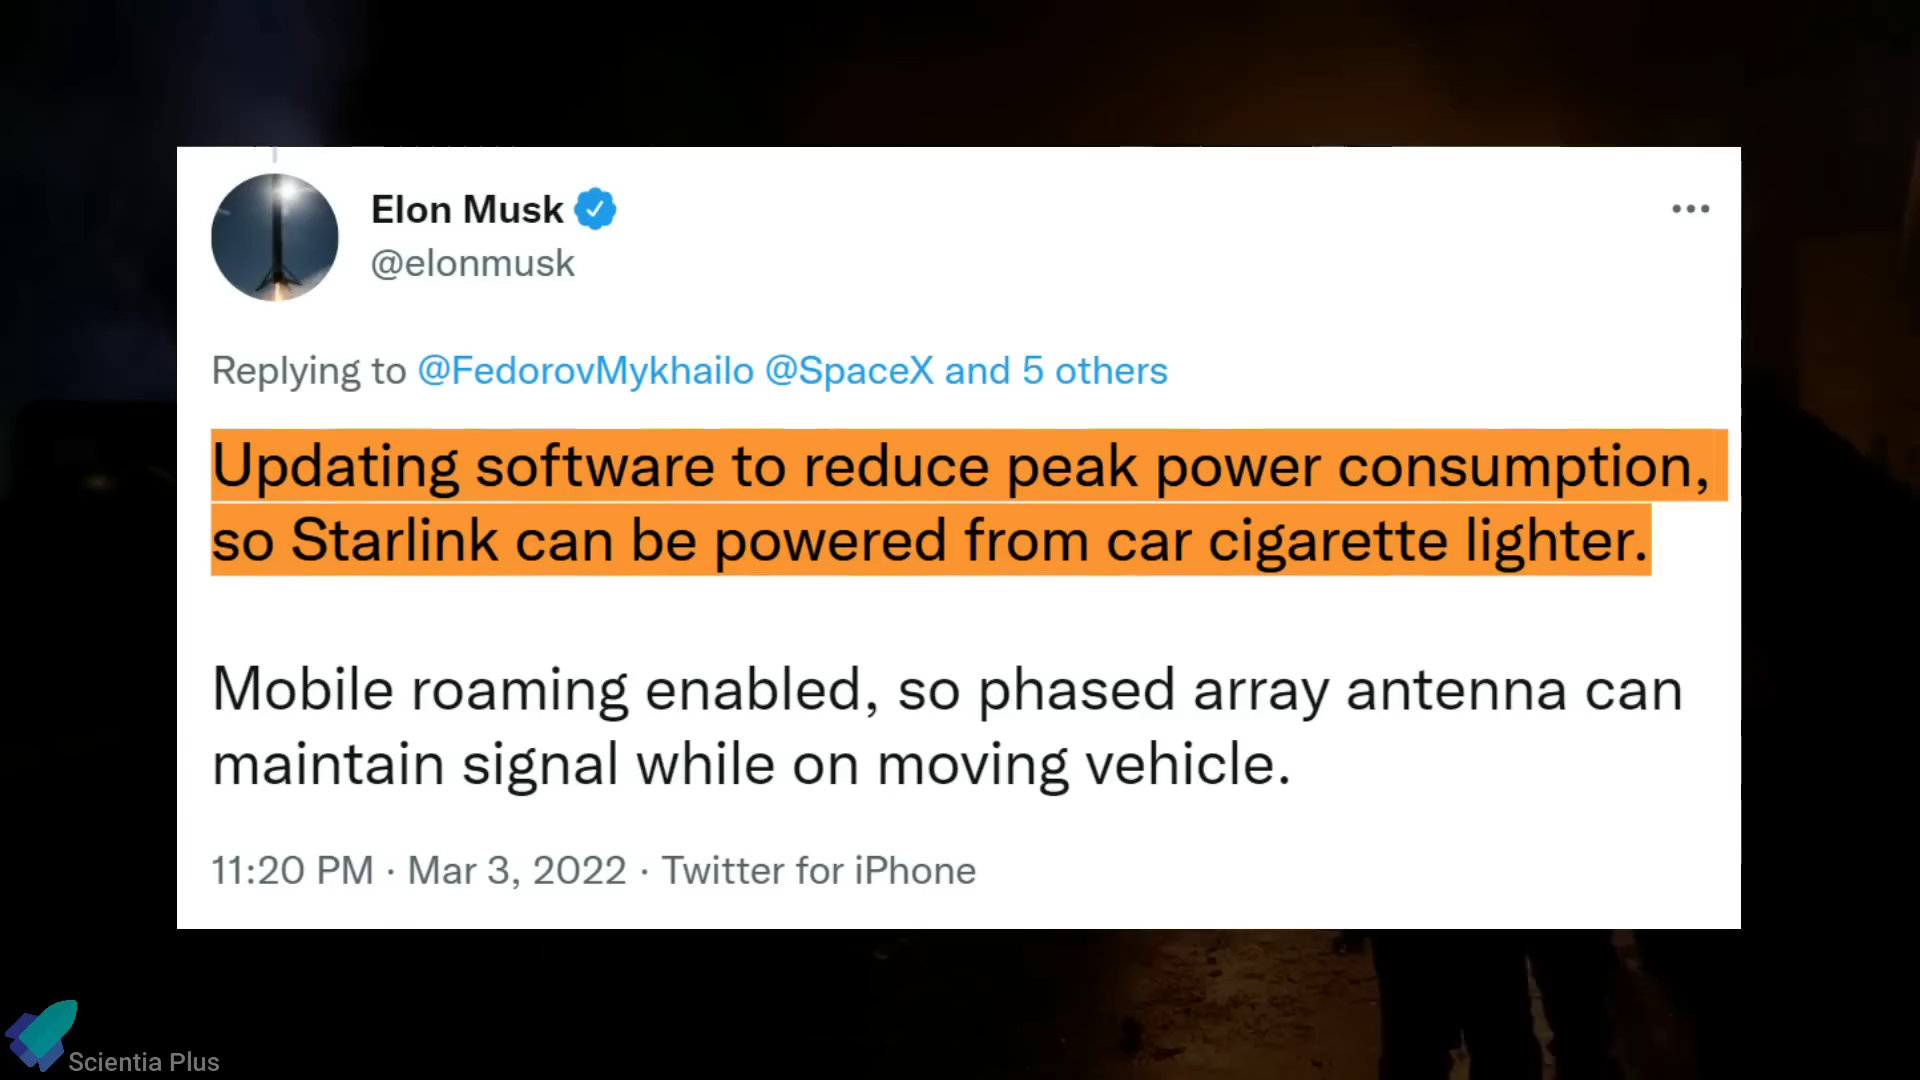 Elon Musk
@elonmusk
Replying to @FedorovMykhailo @SpaceX and 5 others
Updating software to reduce peak power consumption,
so Starlink can be powered from car cigarette lighter.
Mobile roaming enabled, so phased array antenna can
maintain signal while on moving vehicle.
11:20 PM · Mar 3, 2022 · Twitter for iPhone
Scientia Plus